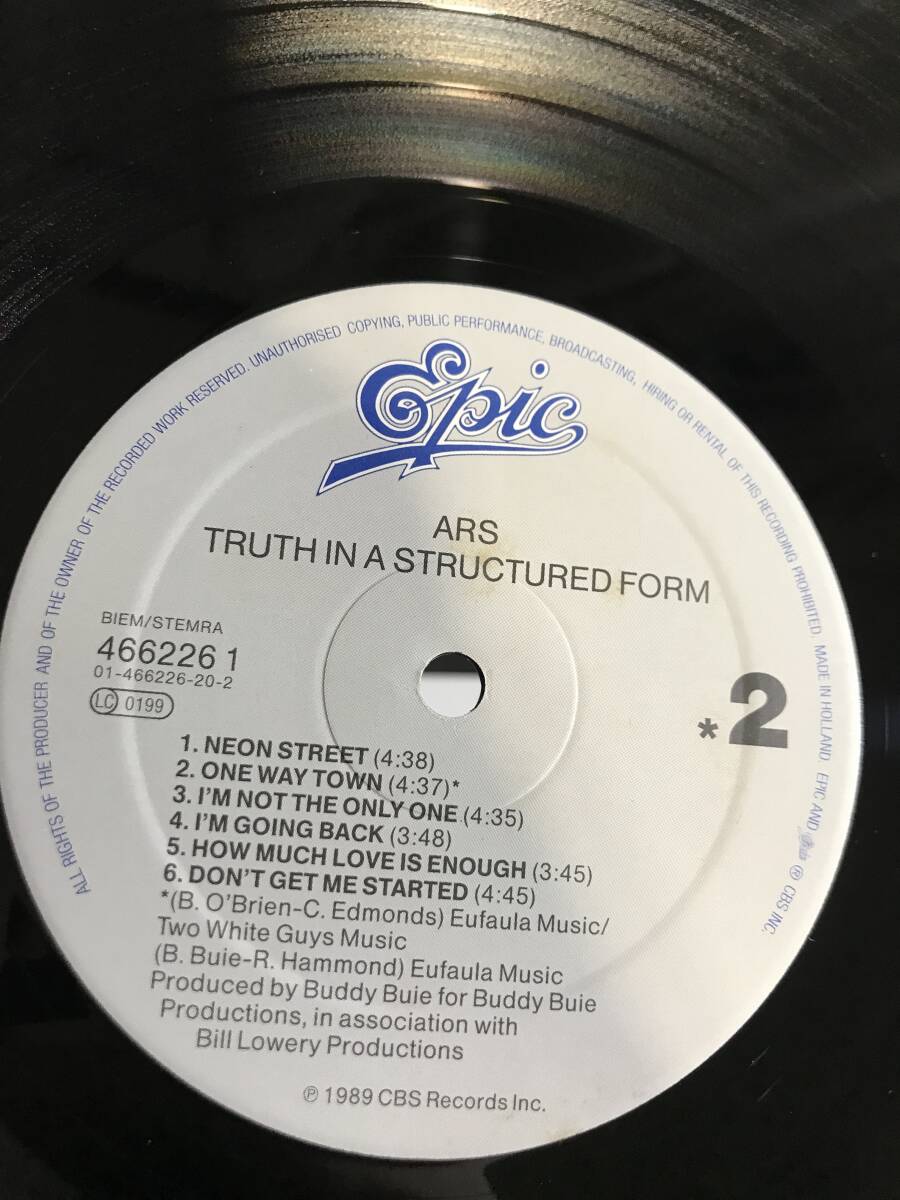 ALL RIGHTS OF THE PRODUCER AND OF THE OWNER OF THE RECORDED WORK RESERVED. UNAUTHORISED COPYING, PUBLIC PERFORMANCE, BROADCASTING, HIRING OR RENTAL OF THIS RECORDING PROHIBITED. MADE IN HOLLAND. EPIC AND ® CBS INC.
Epic
ARS
TRUTH IN A STRUCTURED FORM
BIEM/STEMRA
466226 1
01-466226-20-2
LC 0199
*2
1. NEON STREET (4:38)
2. ONE WAY TOWN (4:37)*
3. I'M NOT THE ONLY ONE (4:35)
4. I'M GOING BACK (3:48)
5. HOW MUCH LOVE IS ENOUGH (3:45)
6. DON'T GET ME STARTED (4:45)
*(B. O'Brien-C. Edmonds) Eufaula Music/
Two White Guys Music
(B. Buie-R. Hammond) Eufaula Music
Produced by Buddy Buie for Buddy Buie
Productions, in association with
Bill Lowery Productions
℗ 1989 CBS Records Inc.